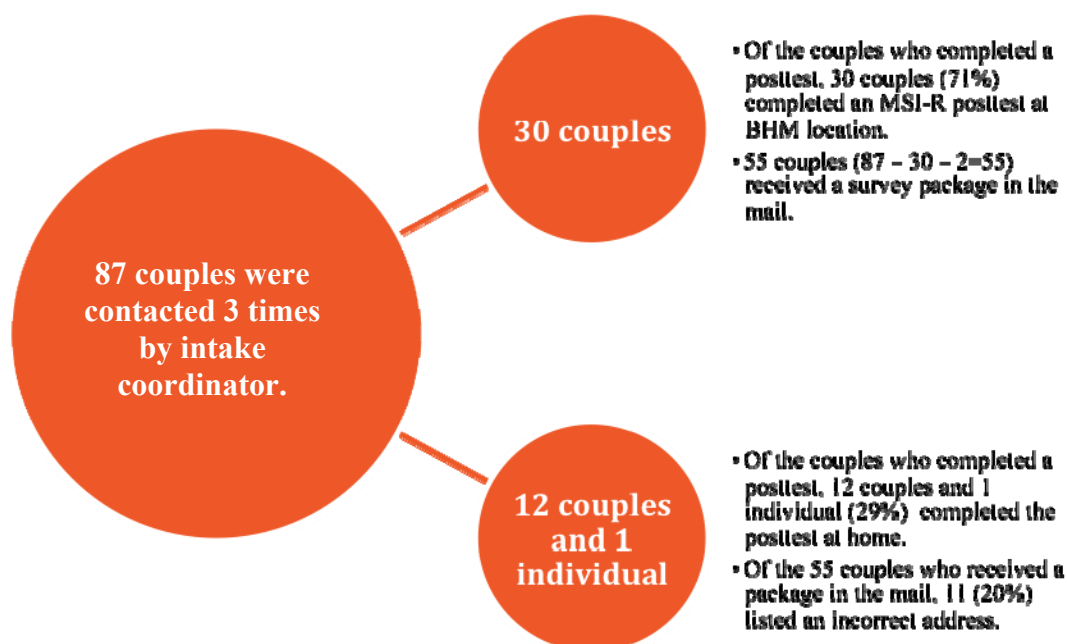 30 couples
• Of the couples who completed a
posttest, 30 couples (71%)
completed an MSI-R posttest at
BHM location.
• 55 couples (87 – 30 – 2=55)
received a survey package in the
mail.
87 couples were
contacted 3 times
by intake
coordinator.
12 couples
and 1
individual
• Of the couples who completed a
posttest, 12 couples and 1
individual (29%) completed the
posttest at home.
• Of the 55 couples who received a
package in the mail, 11 (20%)
listed an incorrect address.